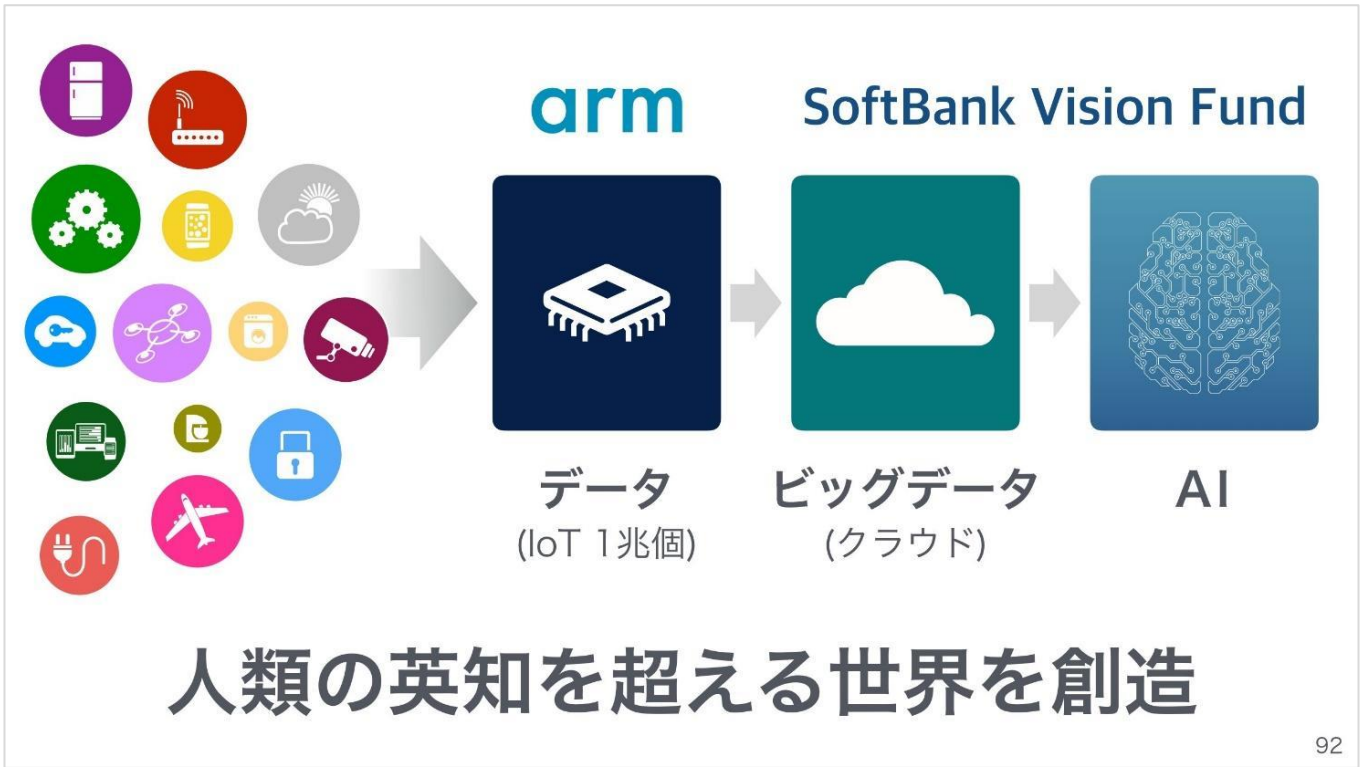 arm
SoftBank Vision Fund
データ
(IoT 1兆個)
ビッグデータ
(クラウド)
AI
人類の英知を超える世界を創造
92